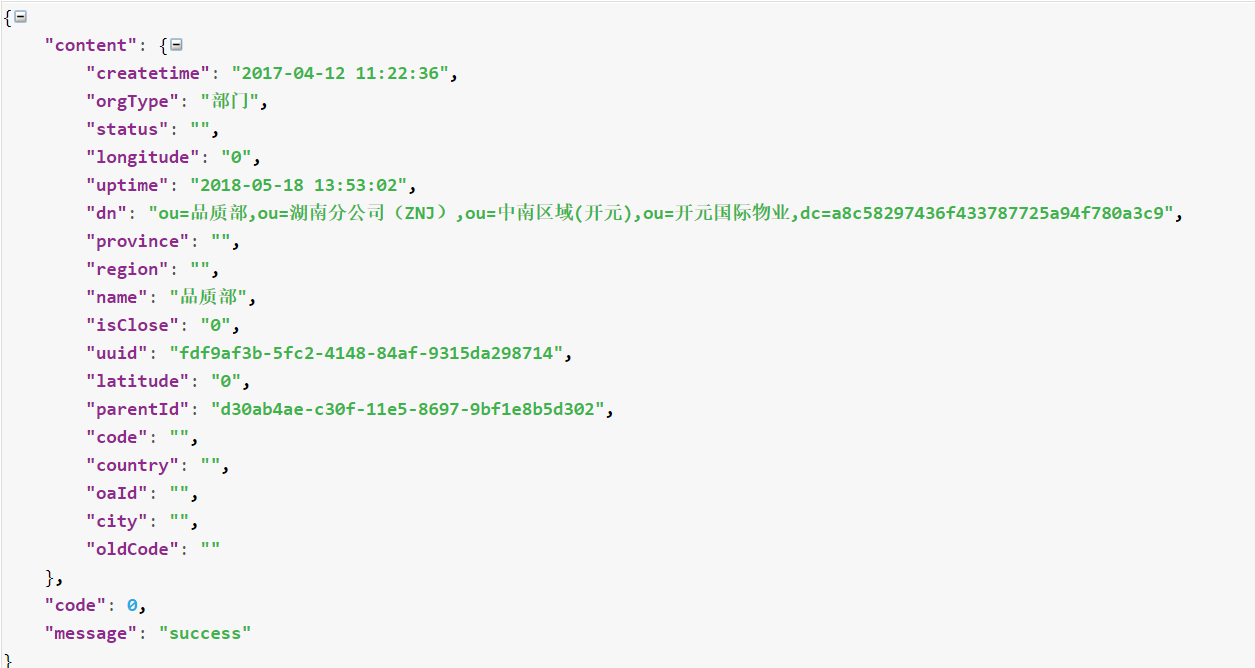 {
"content": {
"createtime": "2017-04-12 11:22:36",
"orgType": "部门",
"status": "",
"longitude": "0",
"uptime": "2018-05-18 13:53:02",
"dn": "ou=品质部,ou=湖南分公司（ZNJ）,ou=中南区域(开元),ou=开元国际物业,dc=a8c58297436f433787725a94f780a3c9",
"province": "",
"region": "",
"name": "品质部",
"isClose": "0",
"uuid": "fdf9af3b-5fc2-4148-84af-9315da298714",
"latitude": "0",
"parentId": "d30ab4ae-c30f-11e5-8697-9bf1e8b5d302",
"code": "",
"country": "",
"oaId": "",
"city": "",
"oldCode": ""
},
"code": 0,
"message": "success"
}